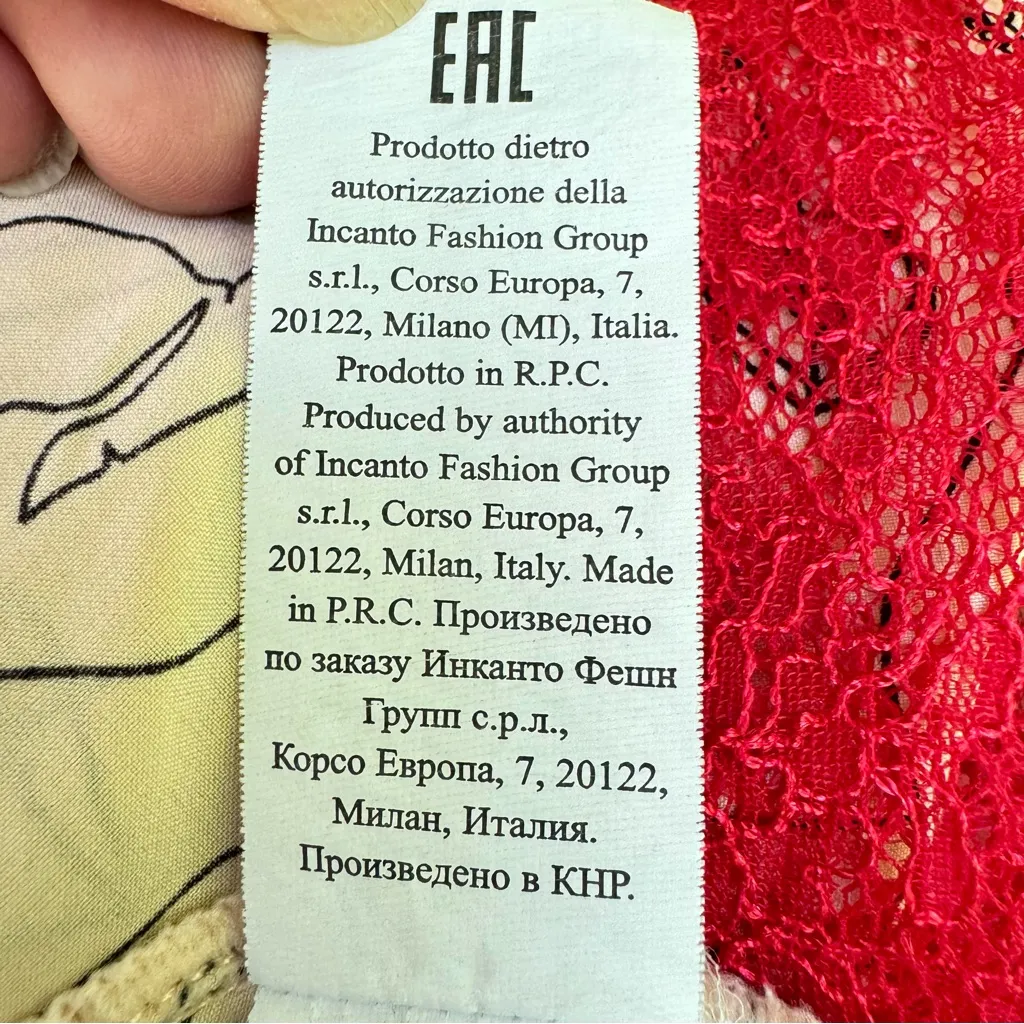 EAC
Prodotto dietro
autorizzazione della
Incanto Fashion Group
s.r.l., Corso Europa, 7,
20122, Milano (MI), Italia.
Prodotto in R.P.C.
Produced by authority
of Incanto Fashion Group
s.r.l., Corso Europa, 7,
20122, Milan, Italy. Made
in P.R.C. Произведено
по заказу Инканто Фешн
Групп с.р.л.,
Корсо Европа, 7, 20122,
Милан, Италия.
Произведено в КНР.